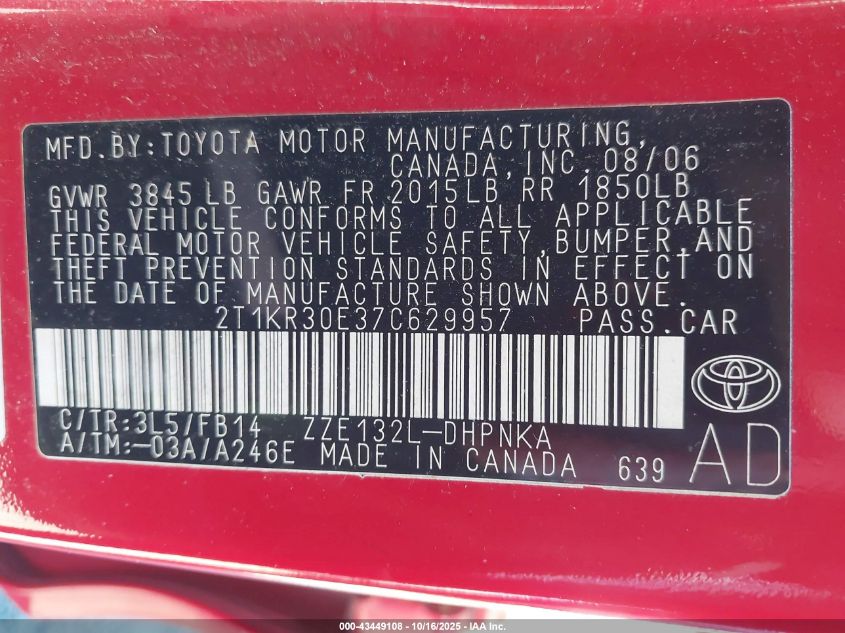 MFD. BY: TOYOTA MOTOR MANUFACTURING,
CANADA, INC. 08/06
GVWR 3845 LB GAWR FR 2015LB RR 1850LB
THIS VEHICLE CONFORMS TO ALL APPLICABLE
FEDERAL MOTOR VEHICLE SAFETY, BUMPER, AND
THEFT PREVENTION STANDARDS IN EFFECT ON
THE DATE OF MANUFACTURE SHOWN ABOVE.
2T1KR30E37C629957 PASS. CAR
C/TR: 3L5/FB14 ZZE132L-DHPNKA
A/TM: -03A/A246E MADE IN CANADA 639 AD
000-43449108 - 10/16/2025 - IAA Inc.